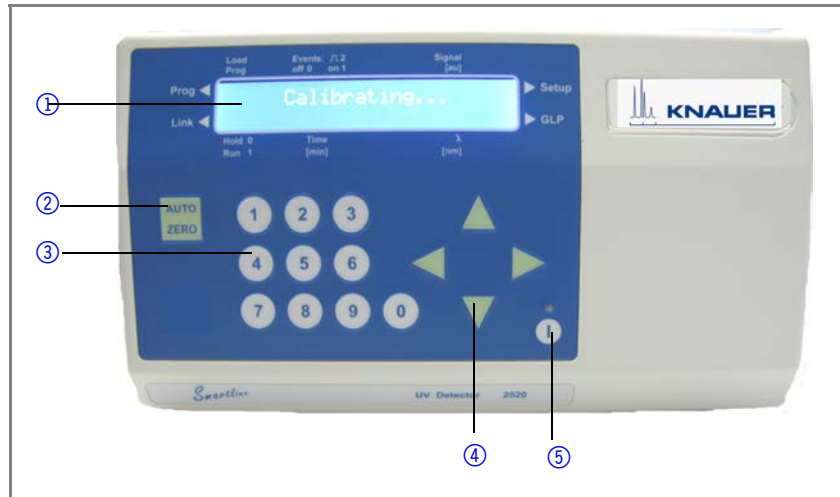 Load Events: ⎍ 2 Signal
Prog off 0 on 1 [au]
Prog ◀ Calibrating... ▶ Setup
Link ◀ ▶ GLP
Hold 0 Time λ
Run 1 [min] [nm]
KNAUER
① 
②
AUTO
ZERO
1 2 3
③
4 5 6
7 8 9 0
I
Smartline UV Detector 2520
④ ⑤